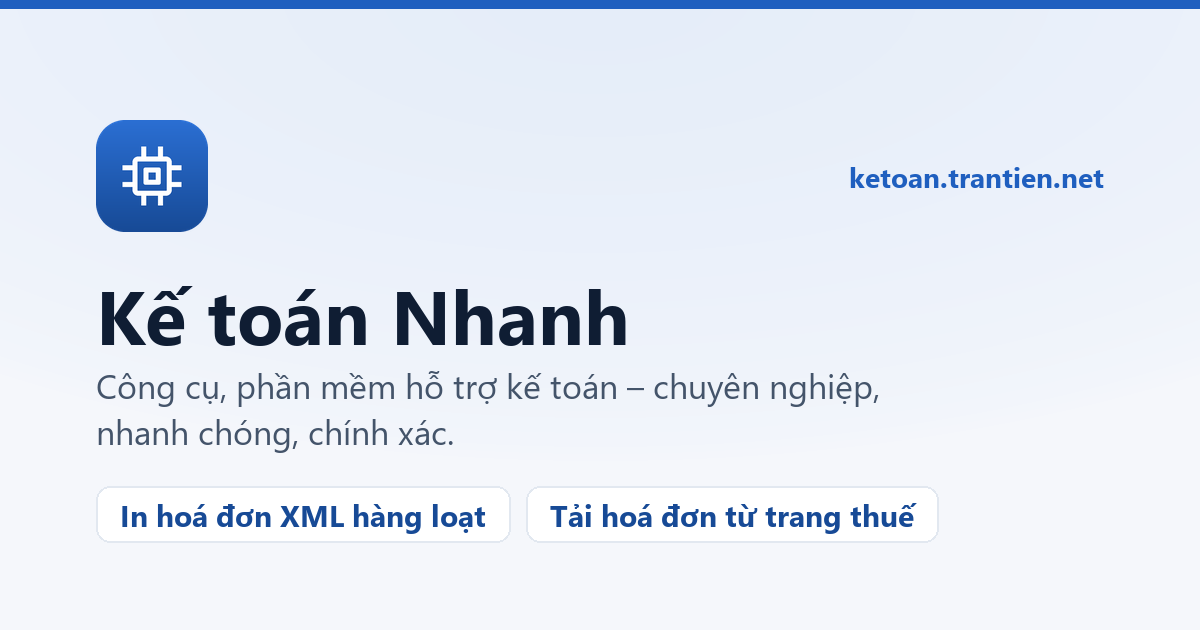 ketoan.trantien.net
Kế toán Nhanh
Công cụ, phần mềm hỗ trợ kế toán – chuyên nghiệp,
nhanh chóng, chính xác.
In hoá đơn XML hàng loạt
Tải hoá đơn từ trang thuế